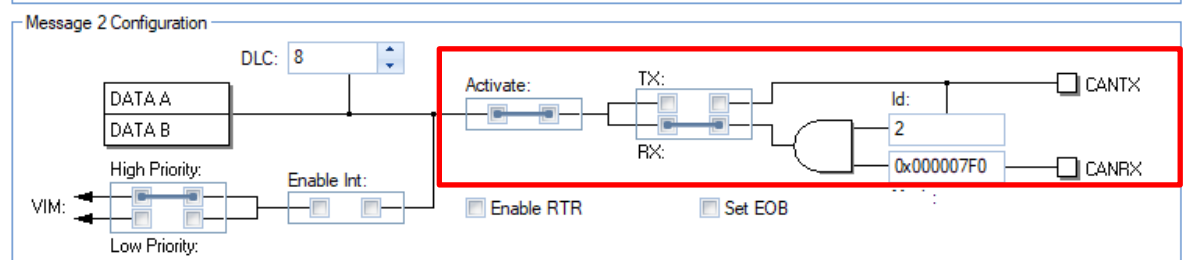 Message 2 Configuration
DLC: 8
Activate:
TX:
CANTX
DATA A
Id:
DATA B
2
RX:
High Priority:
0x000007F0
CANRX
Enable Int:
VIM:
Enable RTR
Set EOB
Low Priority: